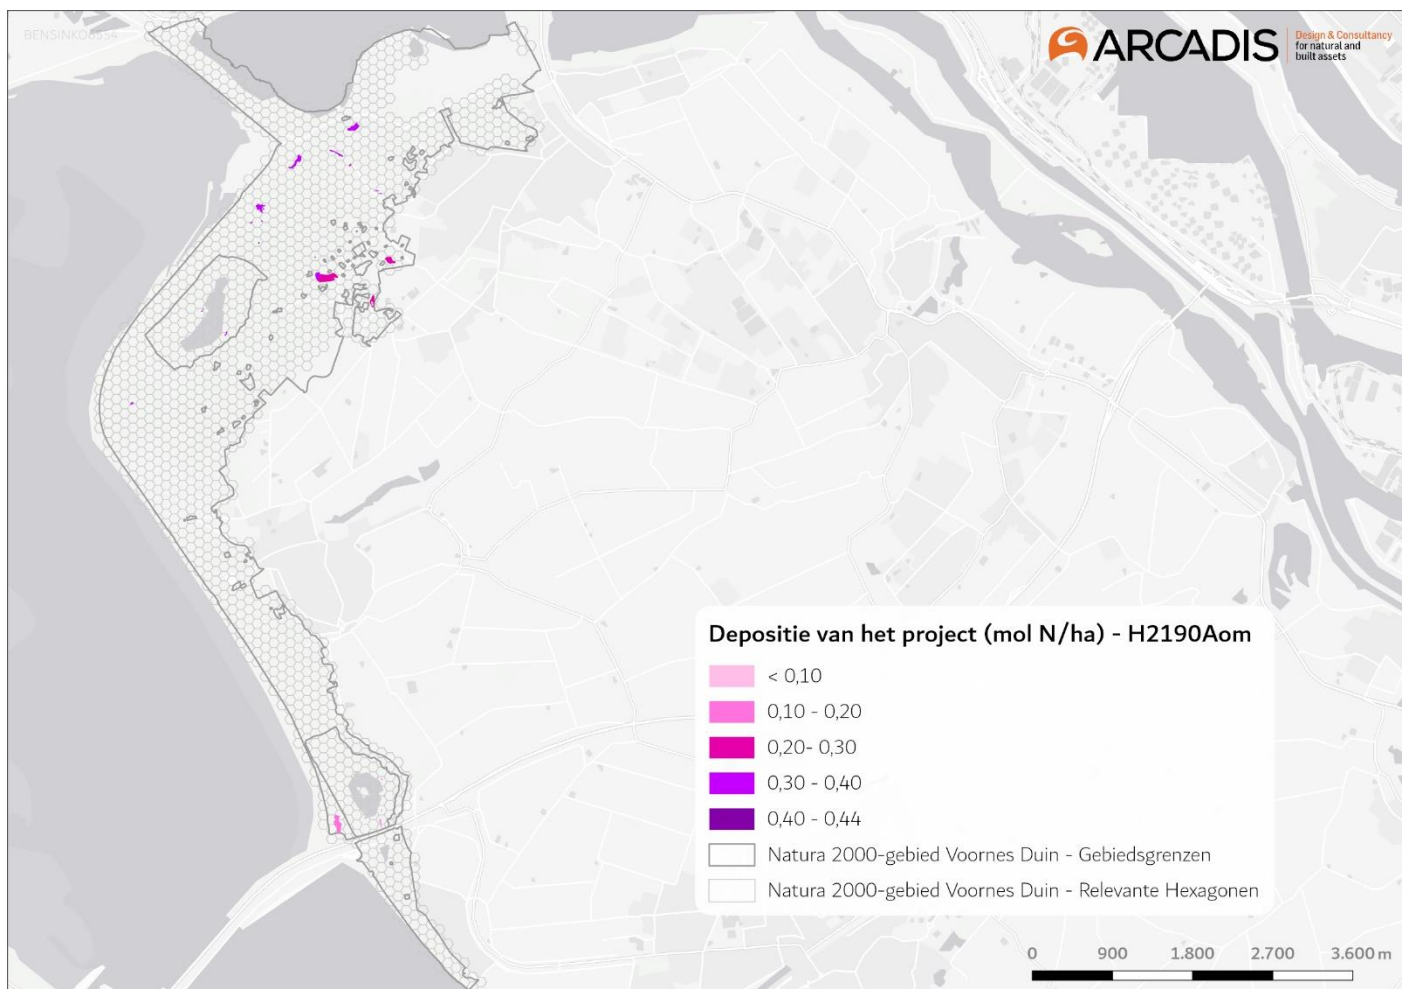 BENSINKO6554
ARCADIS
Design & Consultancy
for natural and
built assets
Depositie van het project (mol N/ha) - H2190Aom
< 0,10
0,10 - 0,20
0,20- 0,30
0,30 - 0,40
0,40 - 0,44
Natura 2000-gebied Voornes Duin - Gebiedsgrenzen
Natura 2000-gebied Voornes Duin - Relevante Hexagonen
0 900 1.800 2.700 3.600 m